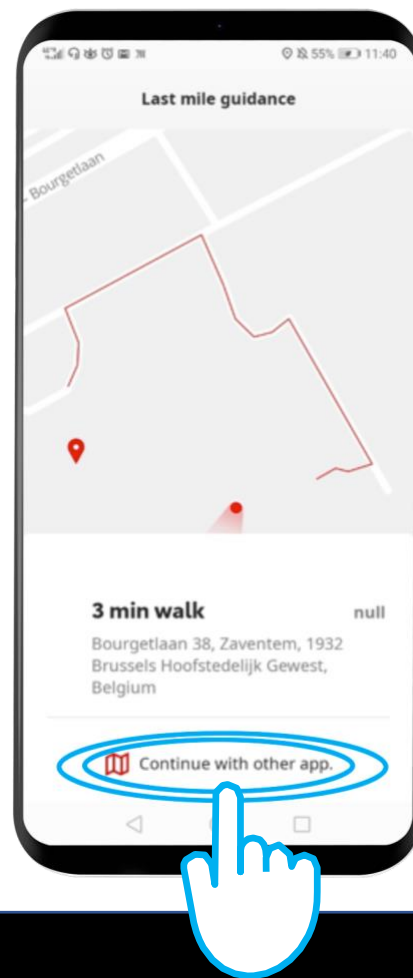 55% 11:40
Last mile guidance
- Bourgetlaan
3 min walk null
Bourgetlaan 38, Zaventem, 1932
Brussels Hoofstedelijk Gewest,
Belgium
Continue with other app.